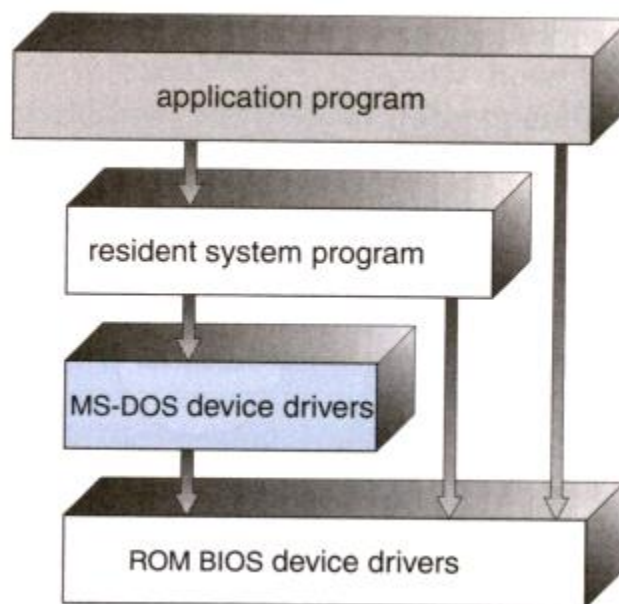 application program
resident system program
MS-DOS device drivers
ROM BIOS device drivers